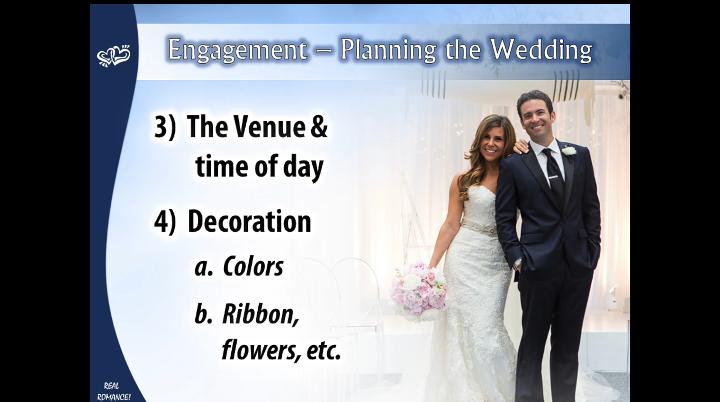 Engagement – Planning the Wedding
3) The Venue &
time of day
4) Decoration
a. Colors
b. Ribbon,
flowers, etc.
REAL
ROMANCE!